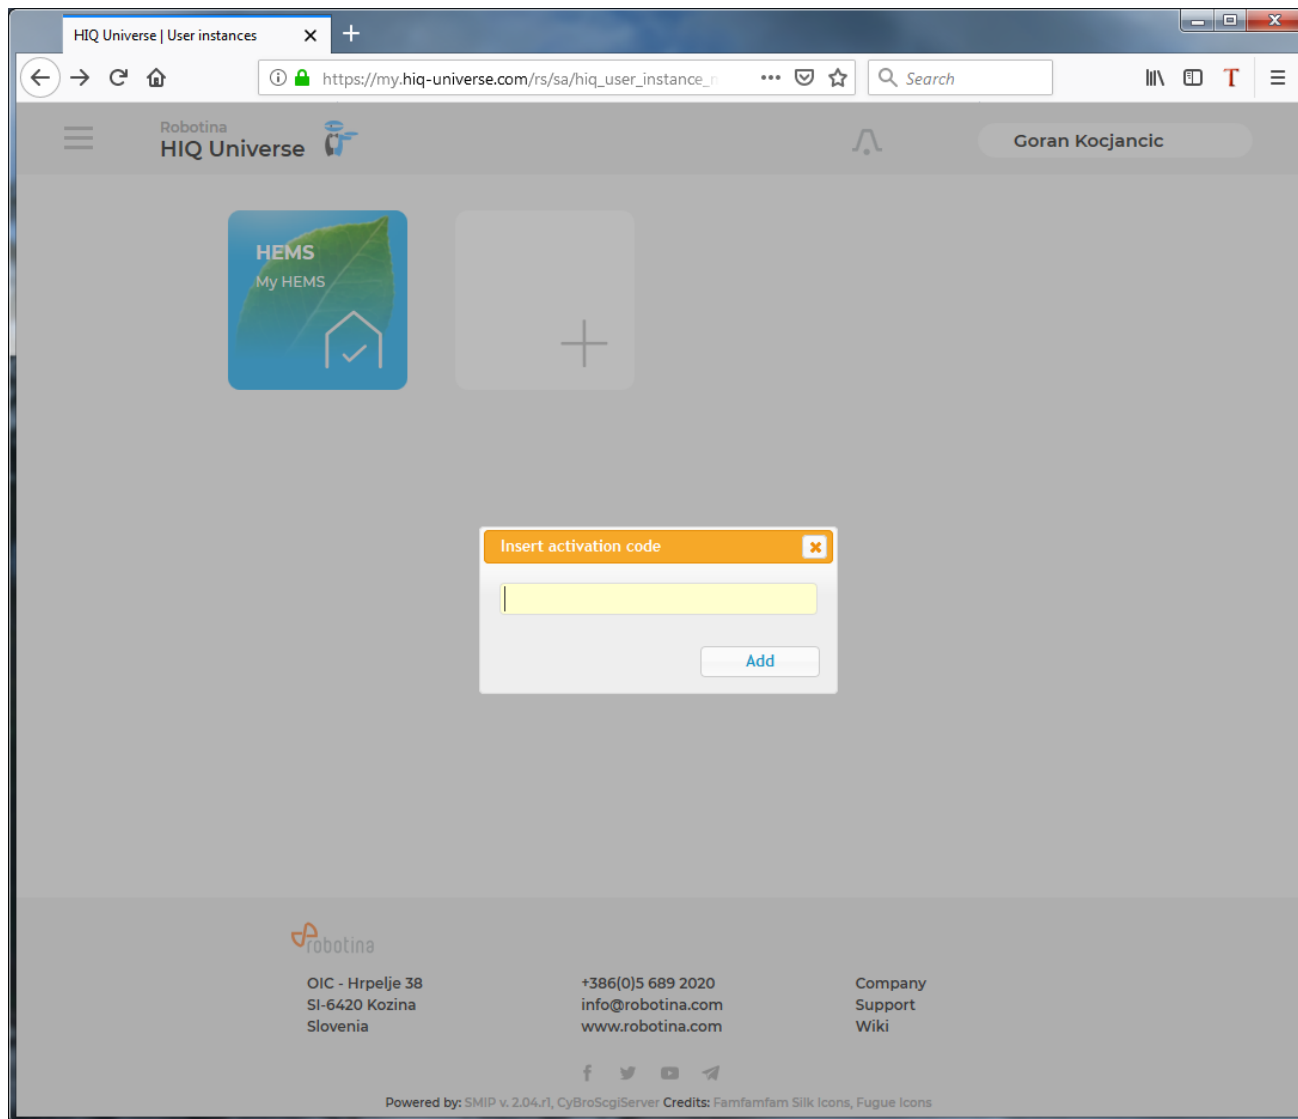 HIQ Universe | User instances
https://my.hiq-universe.com/rs/sa/hiq_user_instance_
Search
T
Robotina
HIQ Universe
Goran Kocjancic
HEMS
My HEMS
Insert activation code
Add
robotina
OIC - Hrpelje 38
SI-6420 Kozina
Slovenia
+386(0)5 689 2020
info@robotina.com
www.robotina.com
Company
Support
Wiki
Powered by: SMIP v. 2.04.r1, CyBroScgiServer Credits: Famfamfam Silk Icons, Fugue Icons